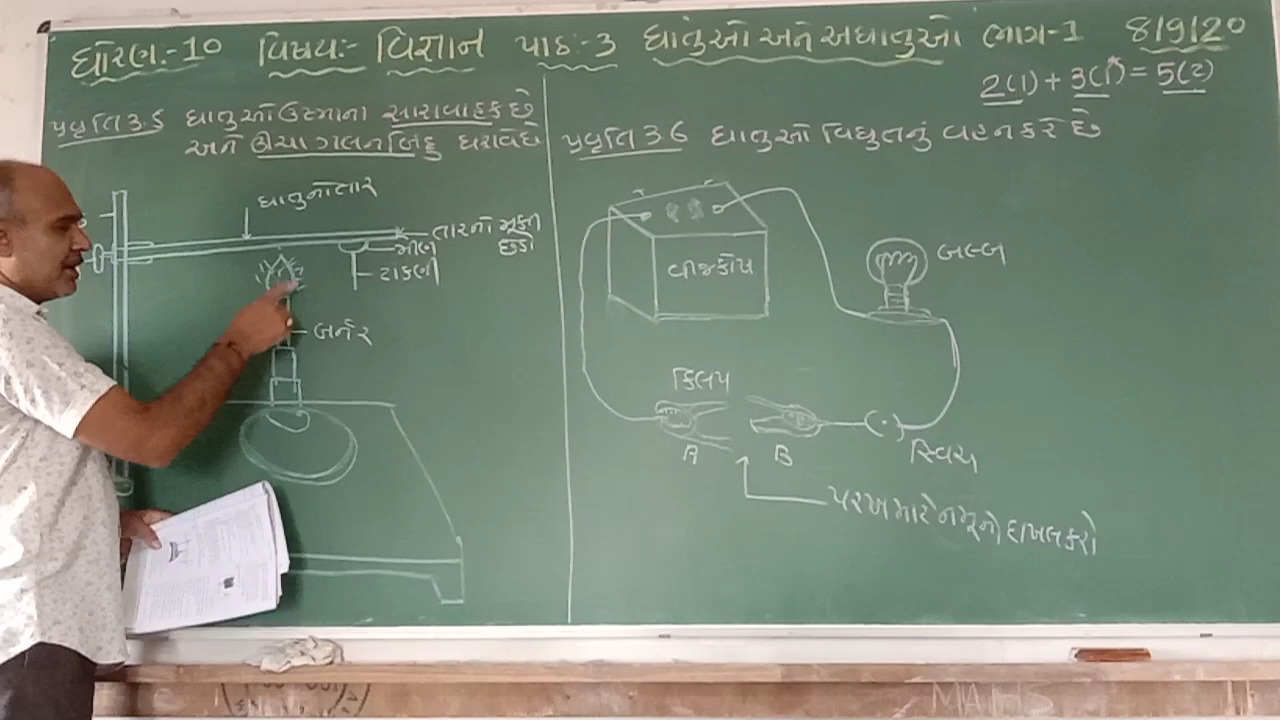 ધોરણ:-10 વિષય:- વિજ્ઞાન પાઠ:-3 ધાતુઓ અને અધાતુઓ ભાગ-1 8/9/20
2(1) + 3(1*) = 5(2)
પ્રવૃતિ 3.5 ધાતુઓ ઉષ્માના સારાવાહક છે
અને ઊંચા ગલનબિંદુ ધરાવે છે
ધાતુનો તાર
તારનો મૂક્ત
છેડો
મીણ
ટાકણી
બર્નર
પ્રવૃતિ 3.6 ધાતુઓ વિધુતનું વહન કરે છે
વીજકોષ
બલ્બ
ક્લિપ
A B
સ્વિચ
પરખ માટે નમૂનો દાખલ કરો
MATHS